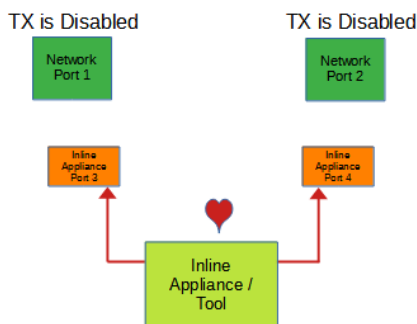 TX is Disabled
TX is Disabled
Network
Port 1
Network
Port 2
Inline
Appliance
Port 3
Inline
Appliance
Port 4
Inline
Appliance /
Tool